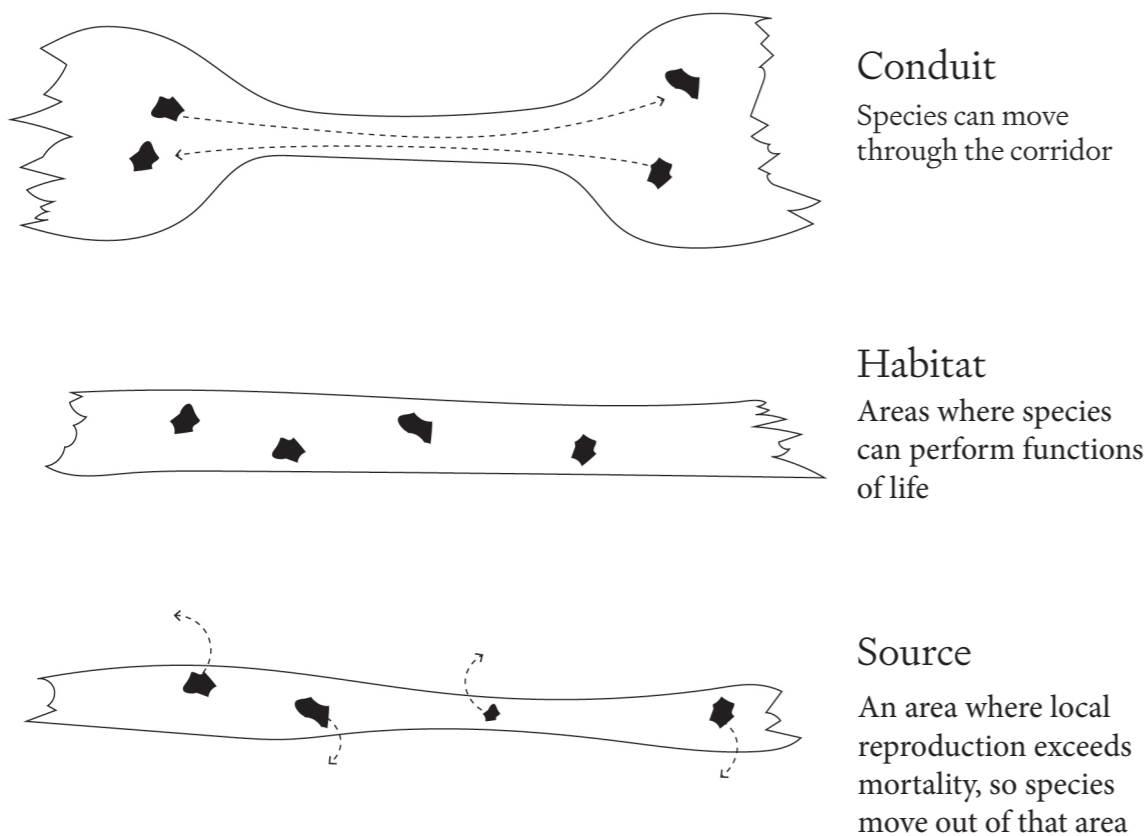 Conduit
Species can move
through the corridor
Habitat
Areas where species
can perform functions
of life
Source
An area where local
reproduction exceeds
mortality, so species
move out of that area